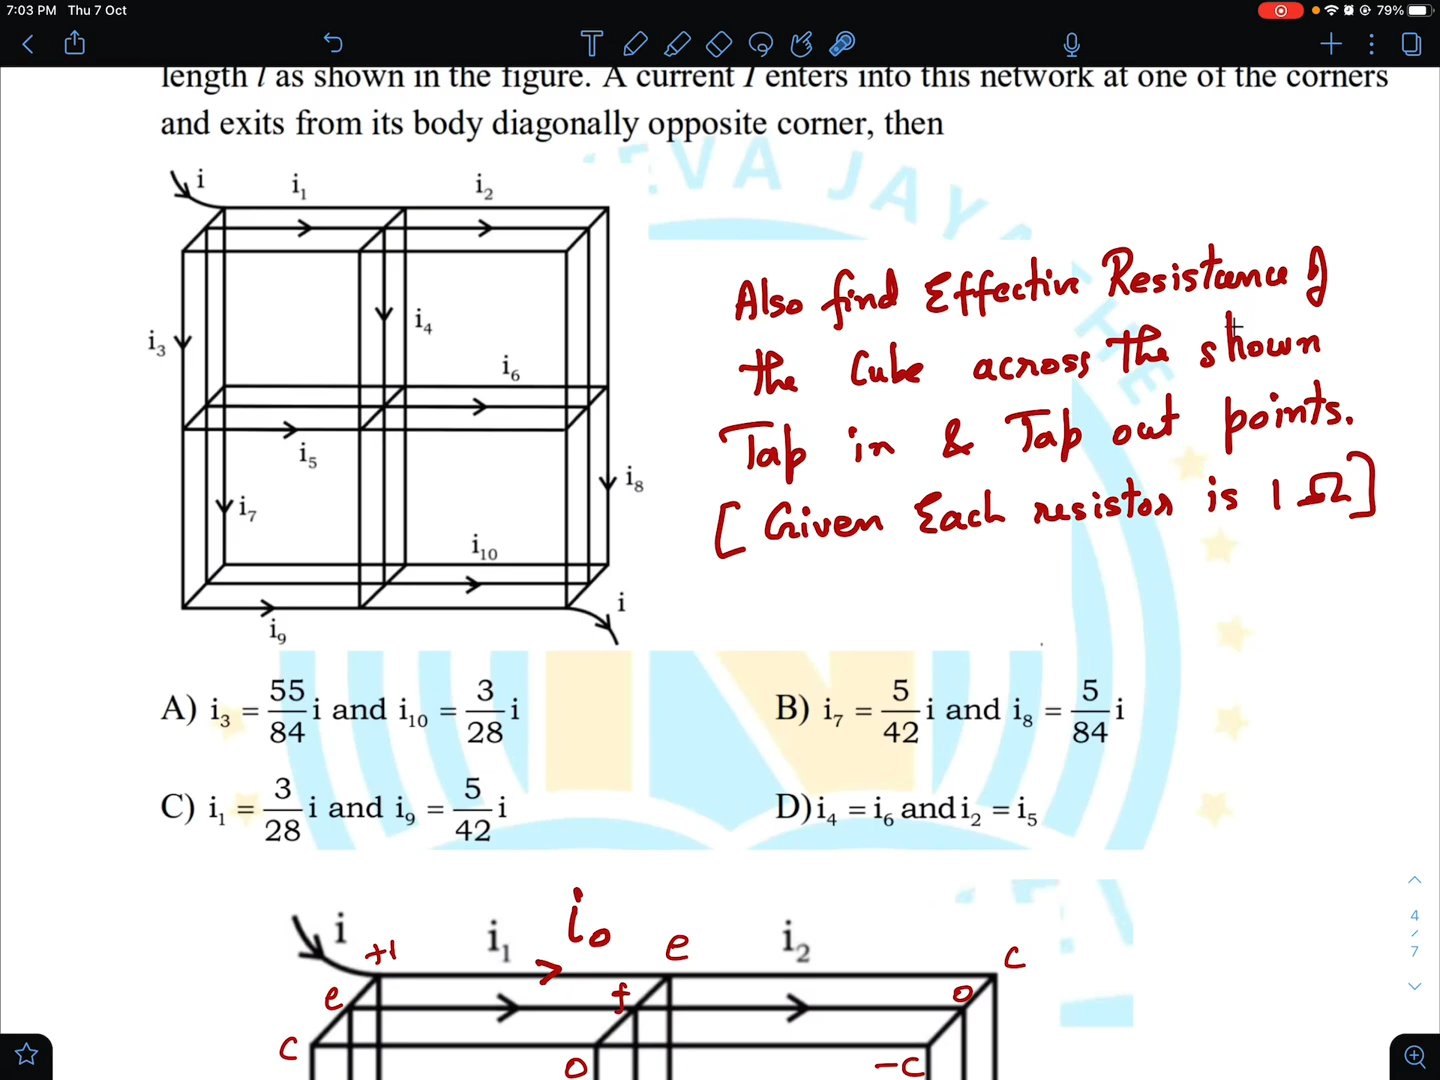 7:03 PM Thu 7 Oct
79%
length l as shown in the figure. A current I enters into this network at one of the corners
and exits from its body diagonally opposite corner, then
EVA JAYA
THE
i
i₁
i₂
i₃
i₄
i₆
i₅
i₇
i₈
i₁₀
i₉
i
Also find Effective Resistance of
the Cube across the shown
Tap in & Tap out points.
[Given Each resistor is 1 Ω]
A) i₃ = 55/84 i and i₁₀ = 3/28 i
B) i₇ = 5/42 i and i₈ = 5/84 i
C) i₁ = 3/28 i and i₉ = 5/42 i
D) i₄ = i₆ and i₂ = i₅
4
/
7
i
i₁
i₀
i₂
+1
e
c
e
f
o
c
o
-c